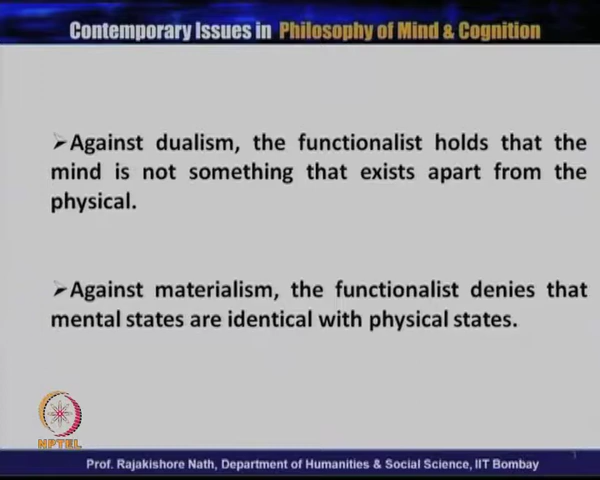 Contemporary Issues in Philosophy of Mind & Cognition
➢Against dualism, the functionalist holds that the
mind is not something that exists apart from the
physical.
➢Against materialism, the functionalist denies that
mental states are identical with physical states.
NPTEL
3
Prof. Rajakishore Nath, Department of Humanities & Social Science, IIT Bombay